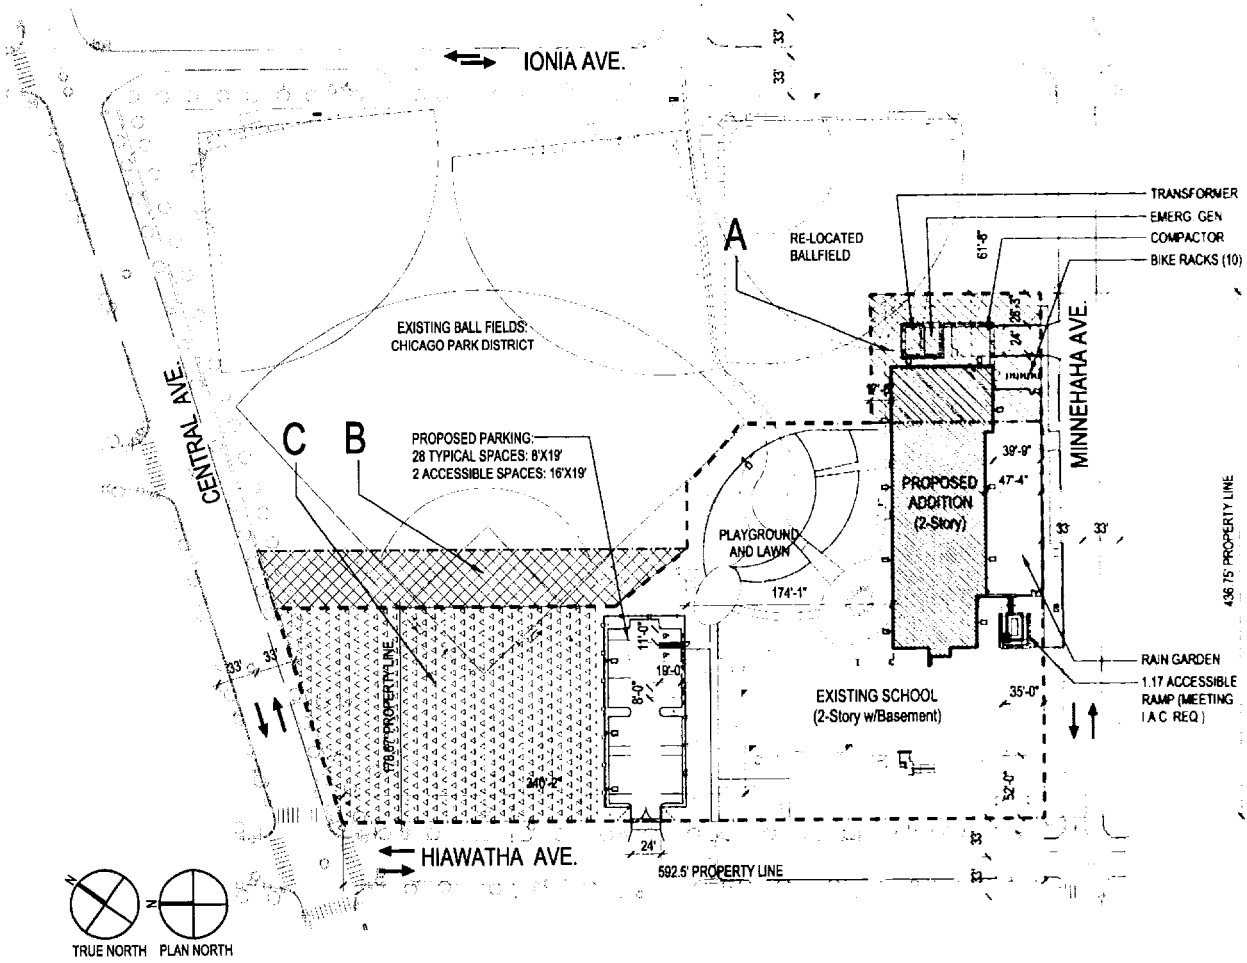 IONIA AVE.
33'
33'
TRANSFORMER
EMERG. GEN
COMPACTOR
BIKE RACKS (10)
A
RE-LOCATED
BALLFIELD
61'-8"
26'-3"
24'
EXISTING BALL FIELDS:
CHICAGO PARK DISTRICT
MINNEHAHA AVE.
CENTRAL AVE.
C
B
PROPOSED PARKING:
28 TYPICAL SPACES: 8'X19'
2 ACCESSIBLE SPACES: 16'X19'
39'-9"
47'-4"
PROPOSED
ADDITION
(2-Story)
PLAYGROUND
AND LAWN
33'
33'
436.75' PROPERTY LINE
174'-1"
11'-0"
19'-0"
8'-0"
33'
33'
178.67' PROPERTY LINE
RAIN GARDEN
1.17 ACCESSIBLE
RAMP (MEETING
I.A.C. REQ.)
EXISTING SCHOOL
(2-Story w/Basement)
35'-0"
52'-0"
240'-2"
24'
HIAWATHA AVE.
592.5' PROPERTY LINE
33'
33'
N
N
TRUE NORTH
PLAN NORTH